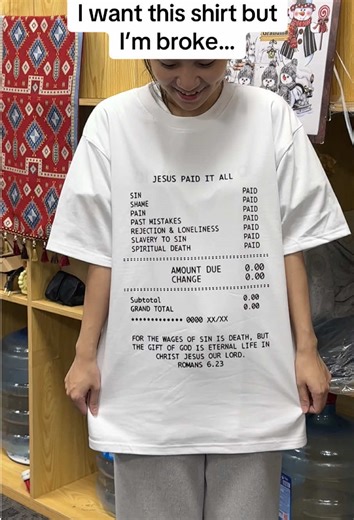 I want this shirt but
I'm broke...
JESUS PAID IT ALL
SIN PAID
SHAME PAID
PAIN PAID
PAST MISTAKES PAID
REJECTION & LONELINESS PAID
SLAVERY TO SIN PAID
SPIRITUAL DEATH PAID
AMOUNT DUE 0.00
CHANGE 0.00
Subtotal 0.00
GRAND TOTAL 0.00
************* 0000 XX/XX
FOR THE WAGES OF SIN IS DEATH, BUT
THE GIFT OF GOD IS ETERNAL LIFE IN
CHRIST JESUS OUR LORD.
ROMANS 6.23